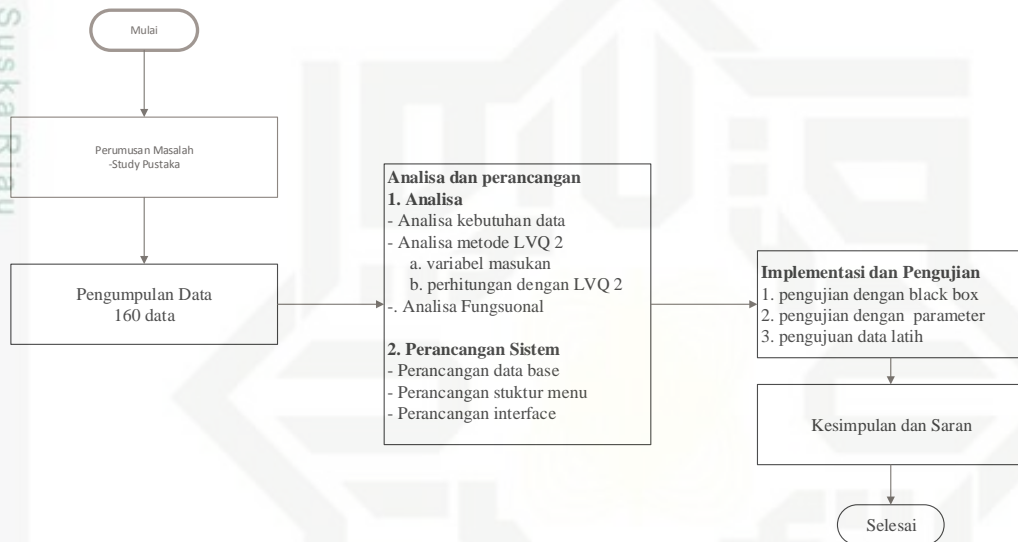 Suska Riau
Mulai
Perumusan Masalah
-Study Pustaka
Pengumpulan Data
160 data
Analisa dan perancangan
1. Analisa
- Analisa kebutuhan data
- Analisa metode LVQ 2
a. variabel masukan
b. perhitungan dengan LVQ 2
-. Analisa Fungsuonal
2. Perancangan Sistem
- Perancangan data base
- Perancangan stuktur menu
- Perancangan interface
Implementasi dan Pengujian
1. pengujian dengan black box
2. pengujian dengan parameter
3. pengujuan data latih
Kesimpulan dan Saran
Selesai